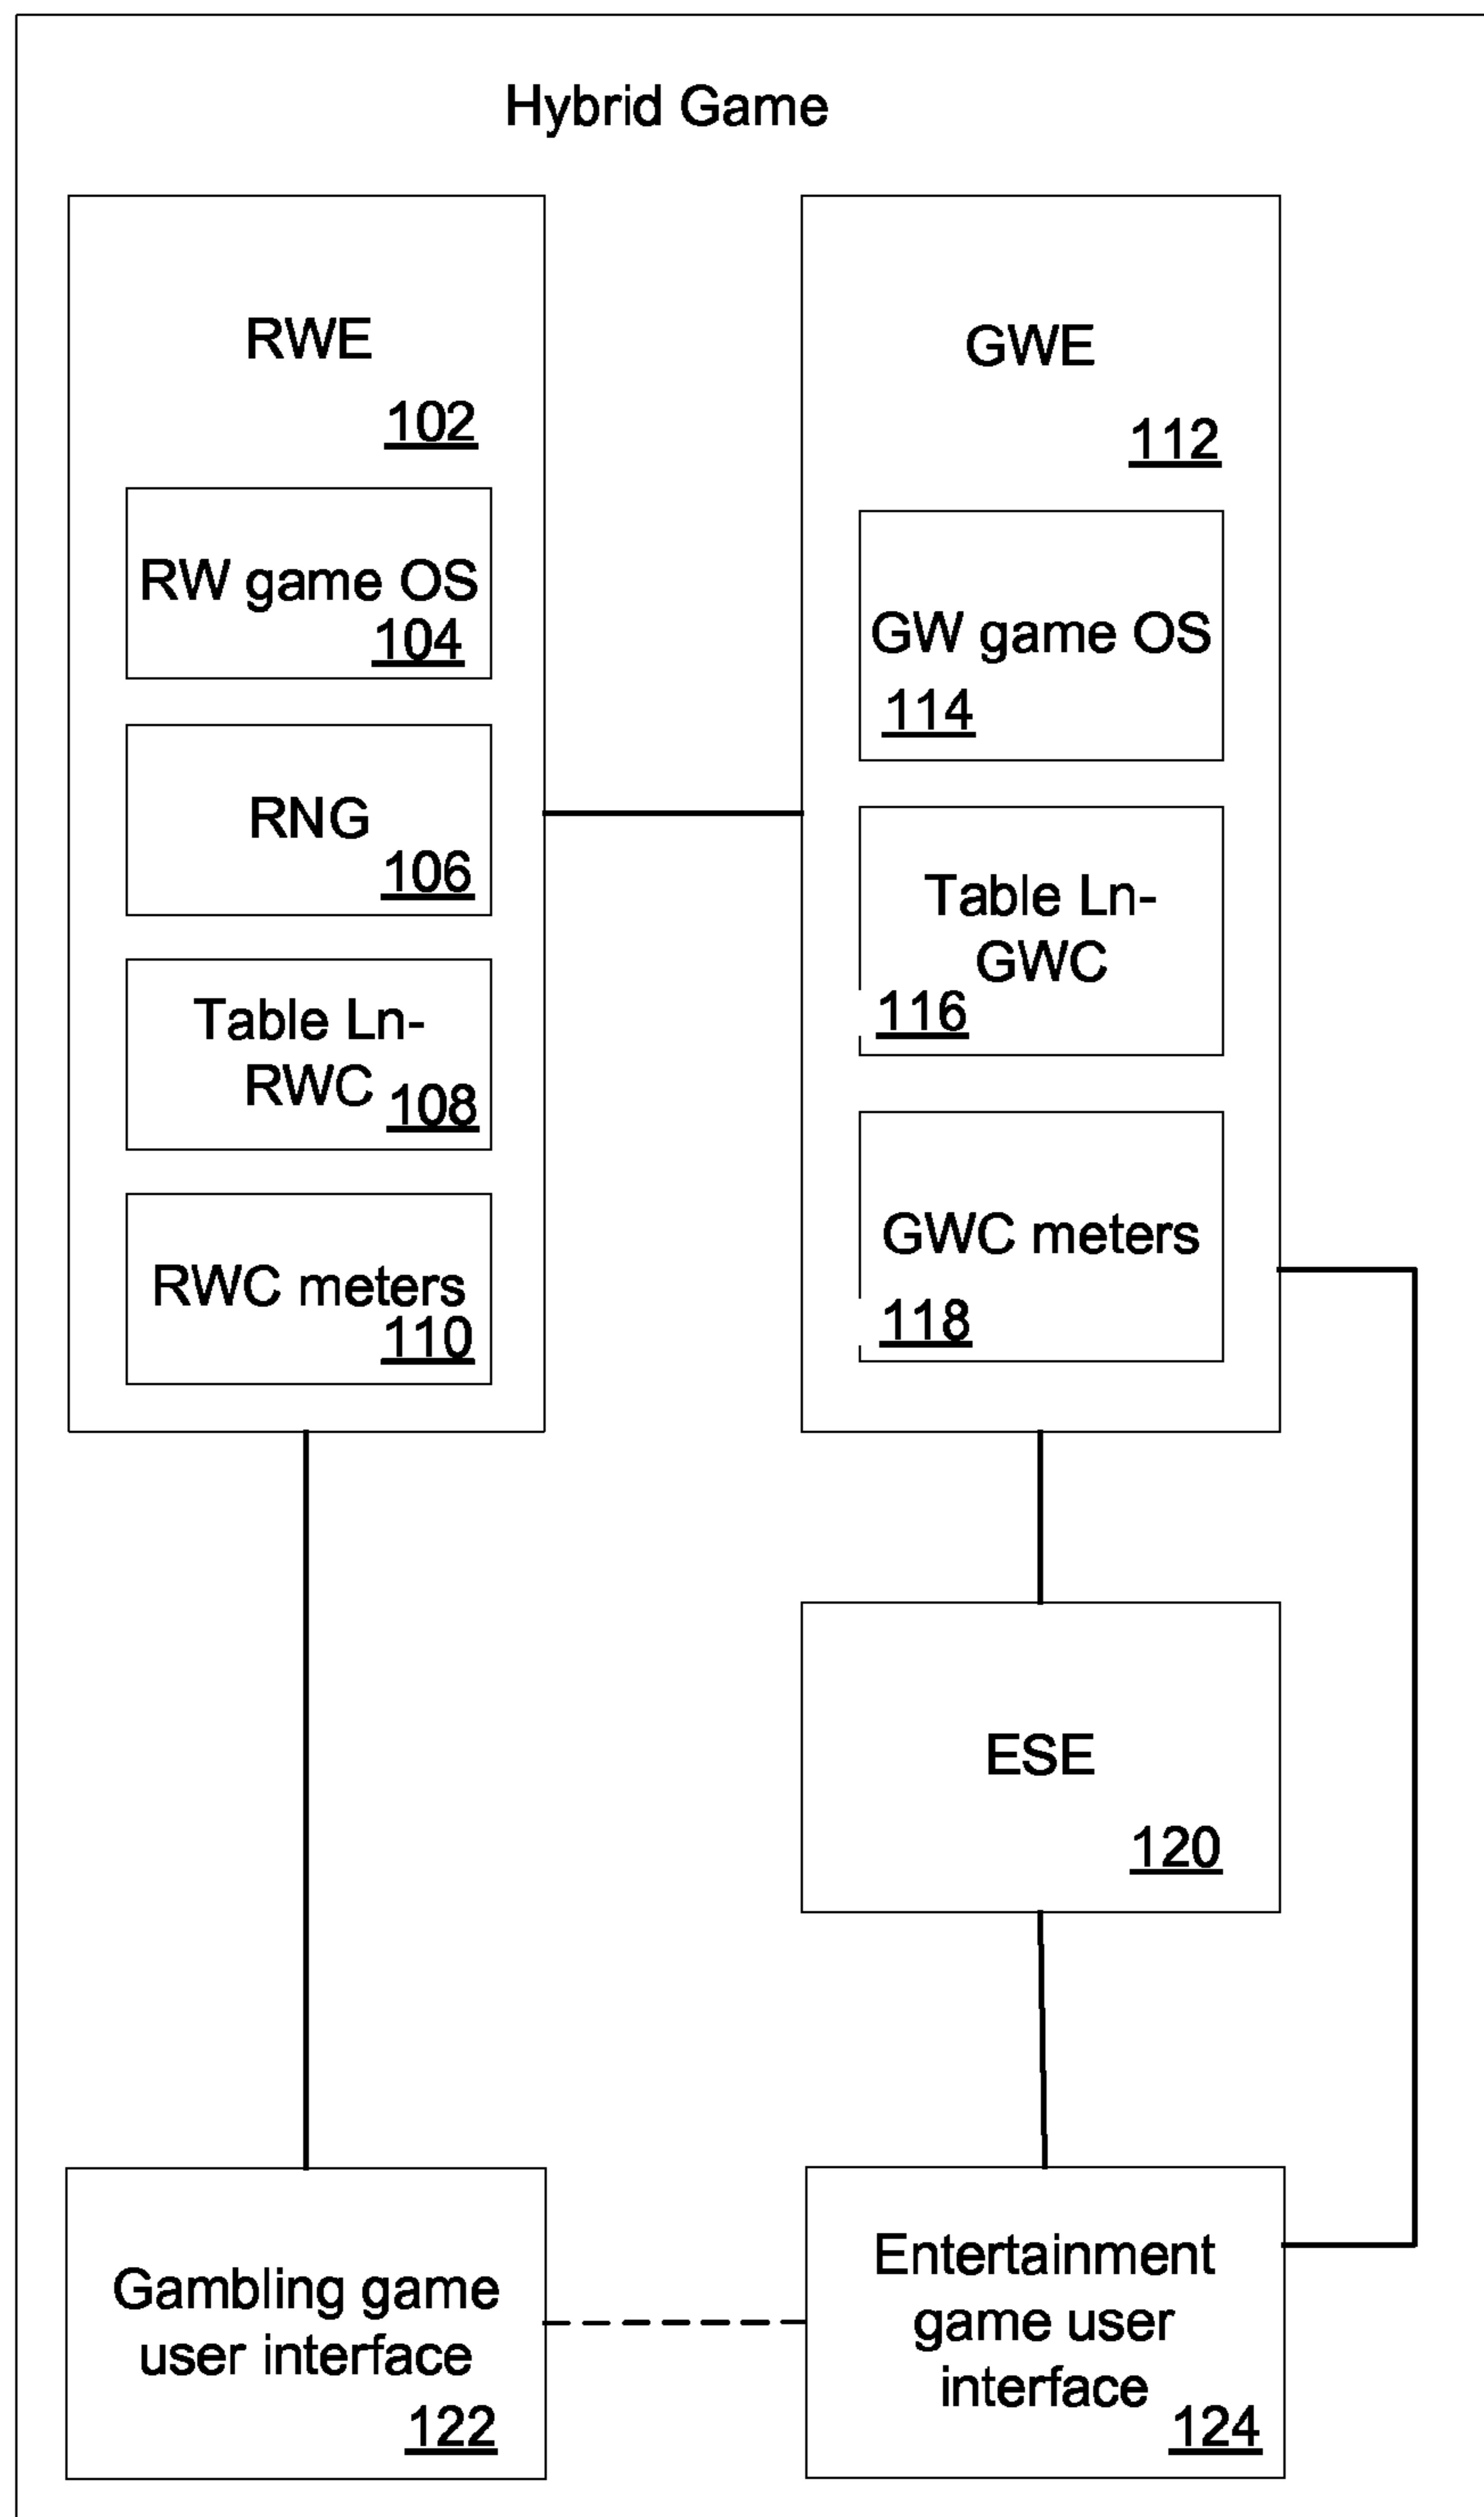 Hybrid Game
RWE
102
RW game OS
104
RNG
106
Table Ln-
RWC
108
RWC meters
110
GWE
112
GW game OS
114
Table Ln-
GWC
116
GWC meters
118
ESE
120
Gambling game
user interface
122
Entertainment
game user
interface
124